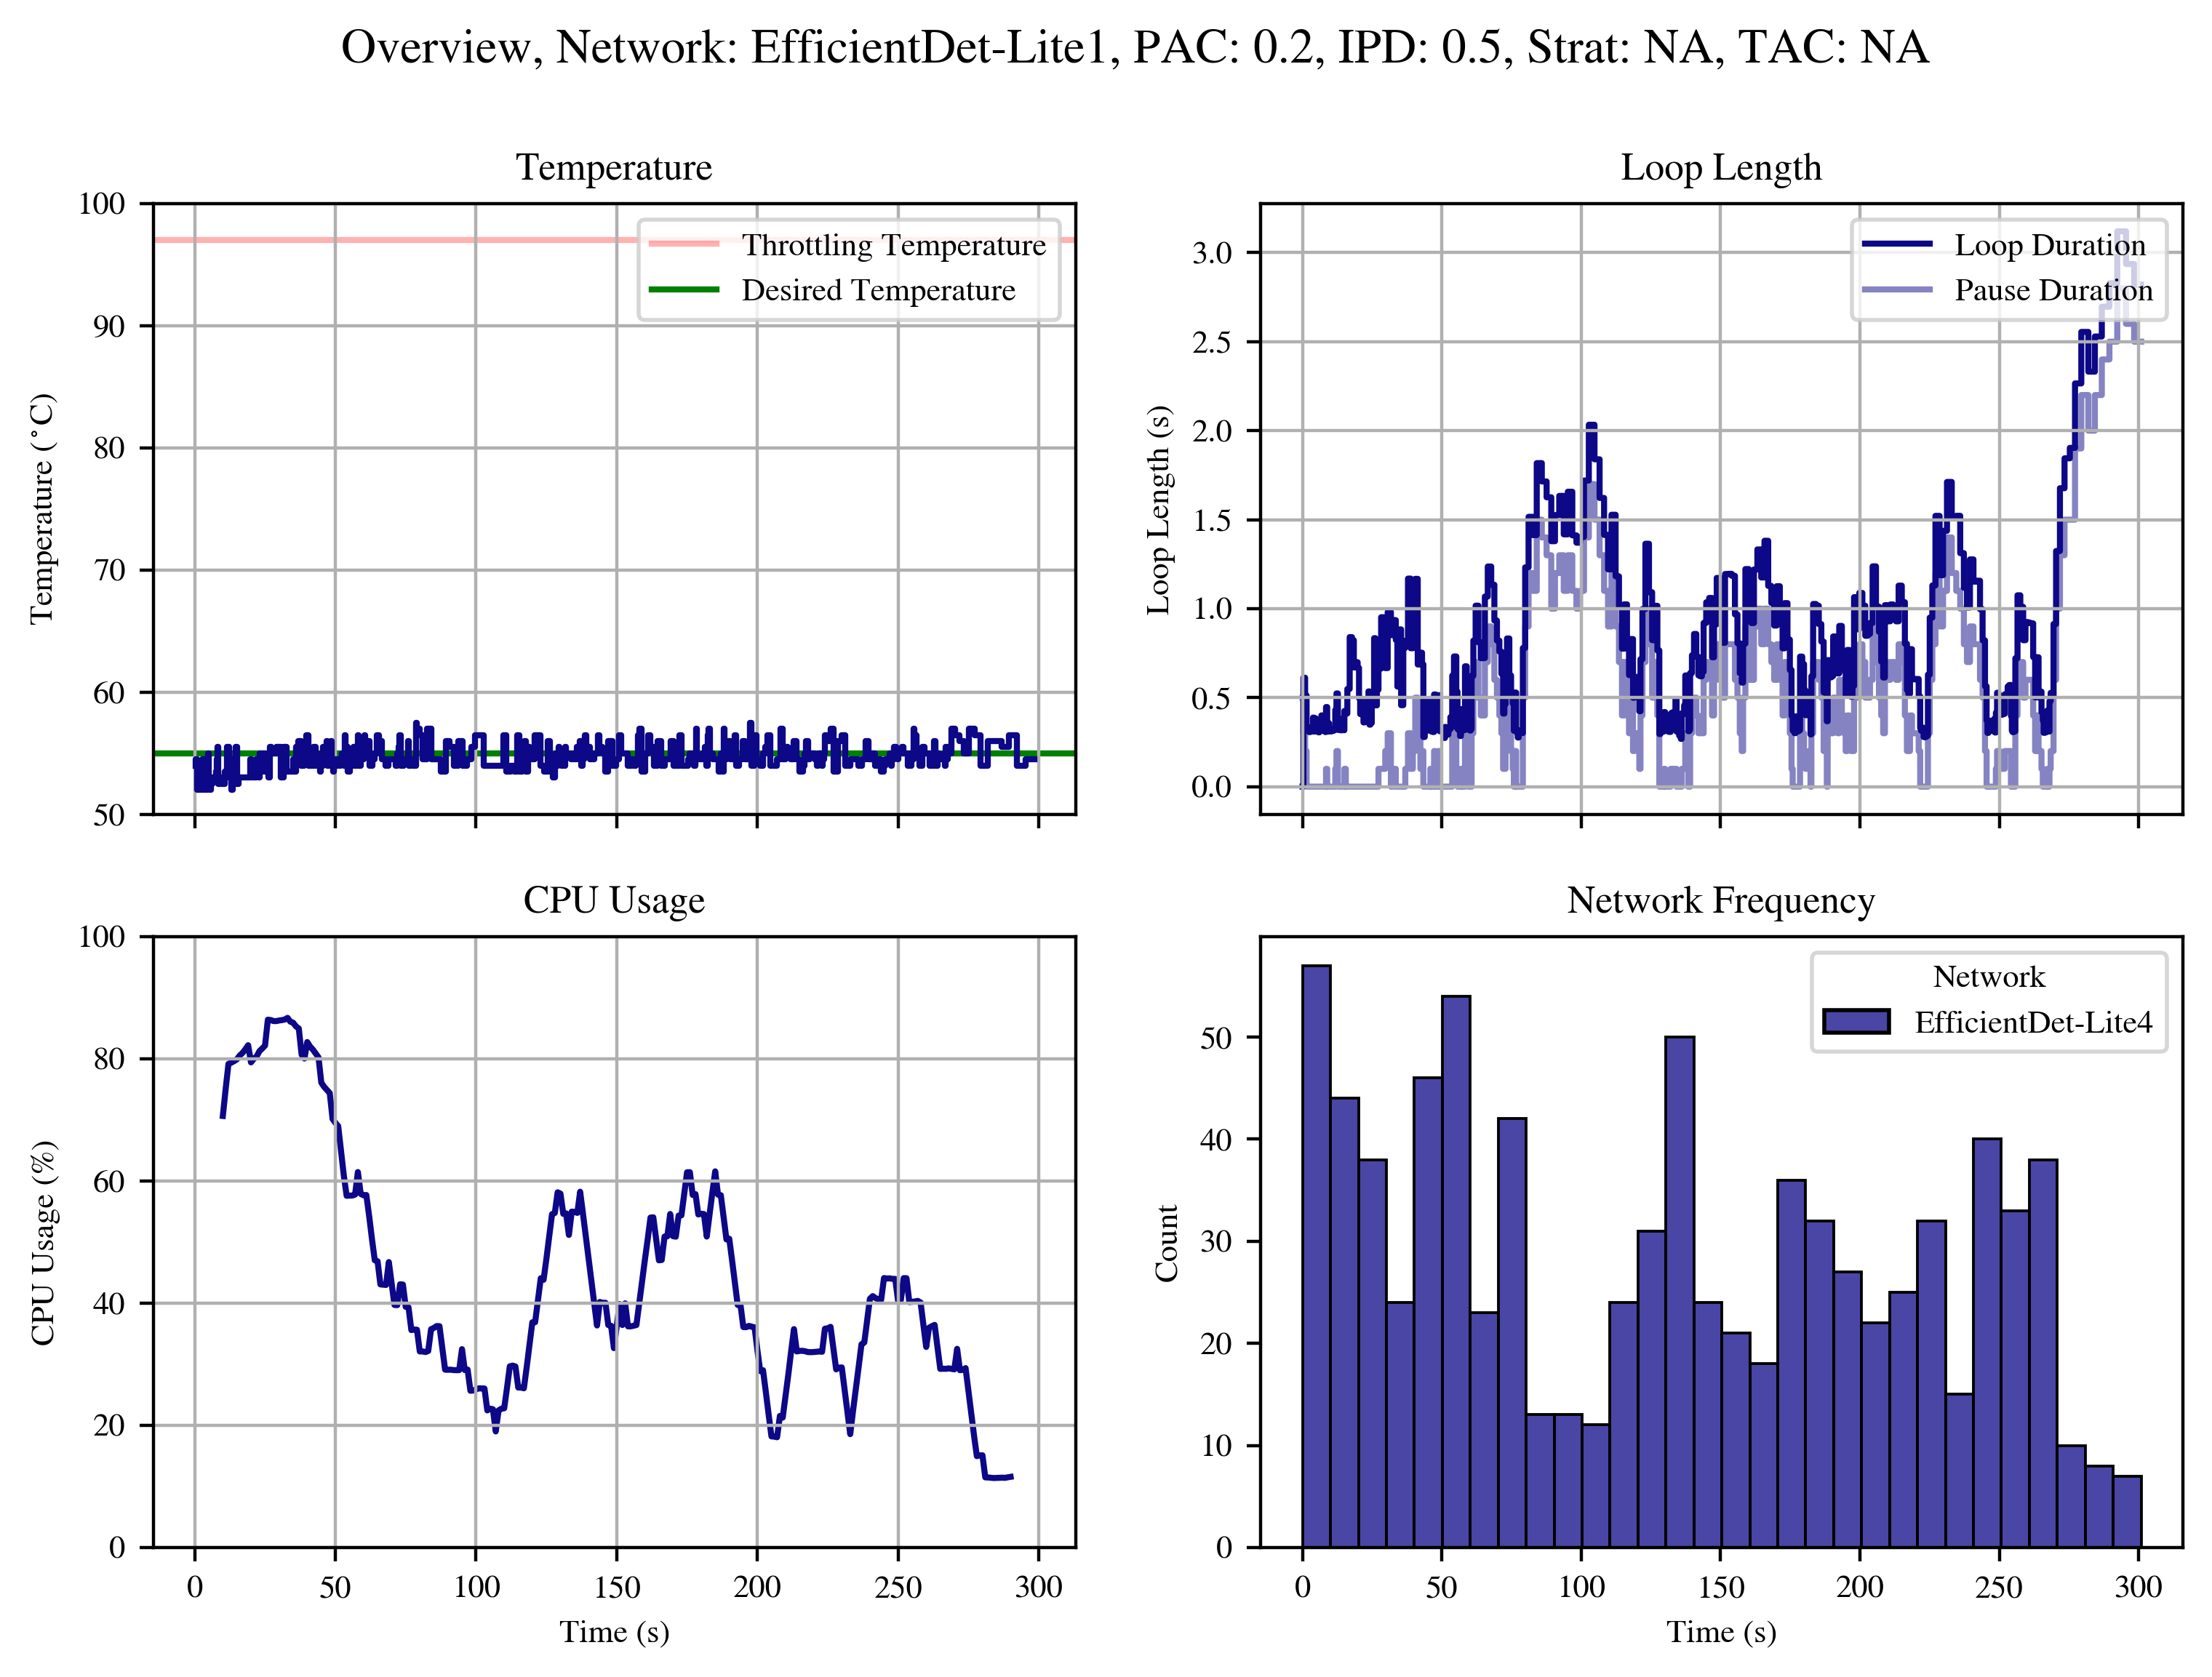 Overview, Network: EfficientDet-Lite1, PAC: 0.2, IPD: 0.5, Strat: NA, TAC: NA
Temperature
100
90
80
70
60
50
Temperature (°C)
Throttling Temperature
Desired Temperature
Loop Length
3.0
2.5
2.0
1.5
1.0
0.5
0.0
Loop Length (s)
Loop Duration
Pause Duration
CPU Usage
100
80
60
40
20
0
CPU Usage (%)
0 50 100 150 200 250 300
Time (s)
Network Frequency
50
40
30
20
10
0
Count
Network
EfficientDet-Lite4
0 50 100 150 200 250 300
Time (s)